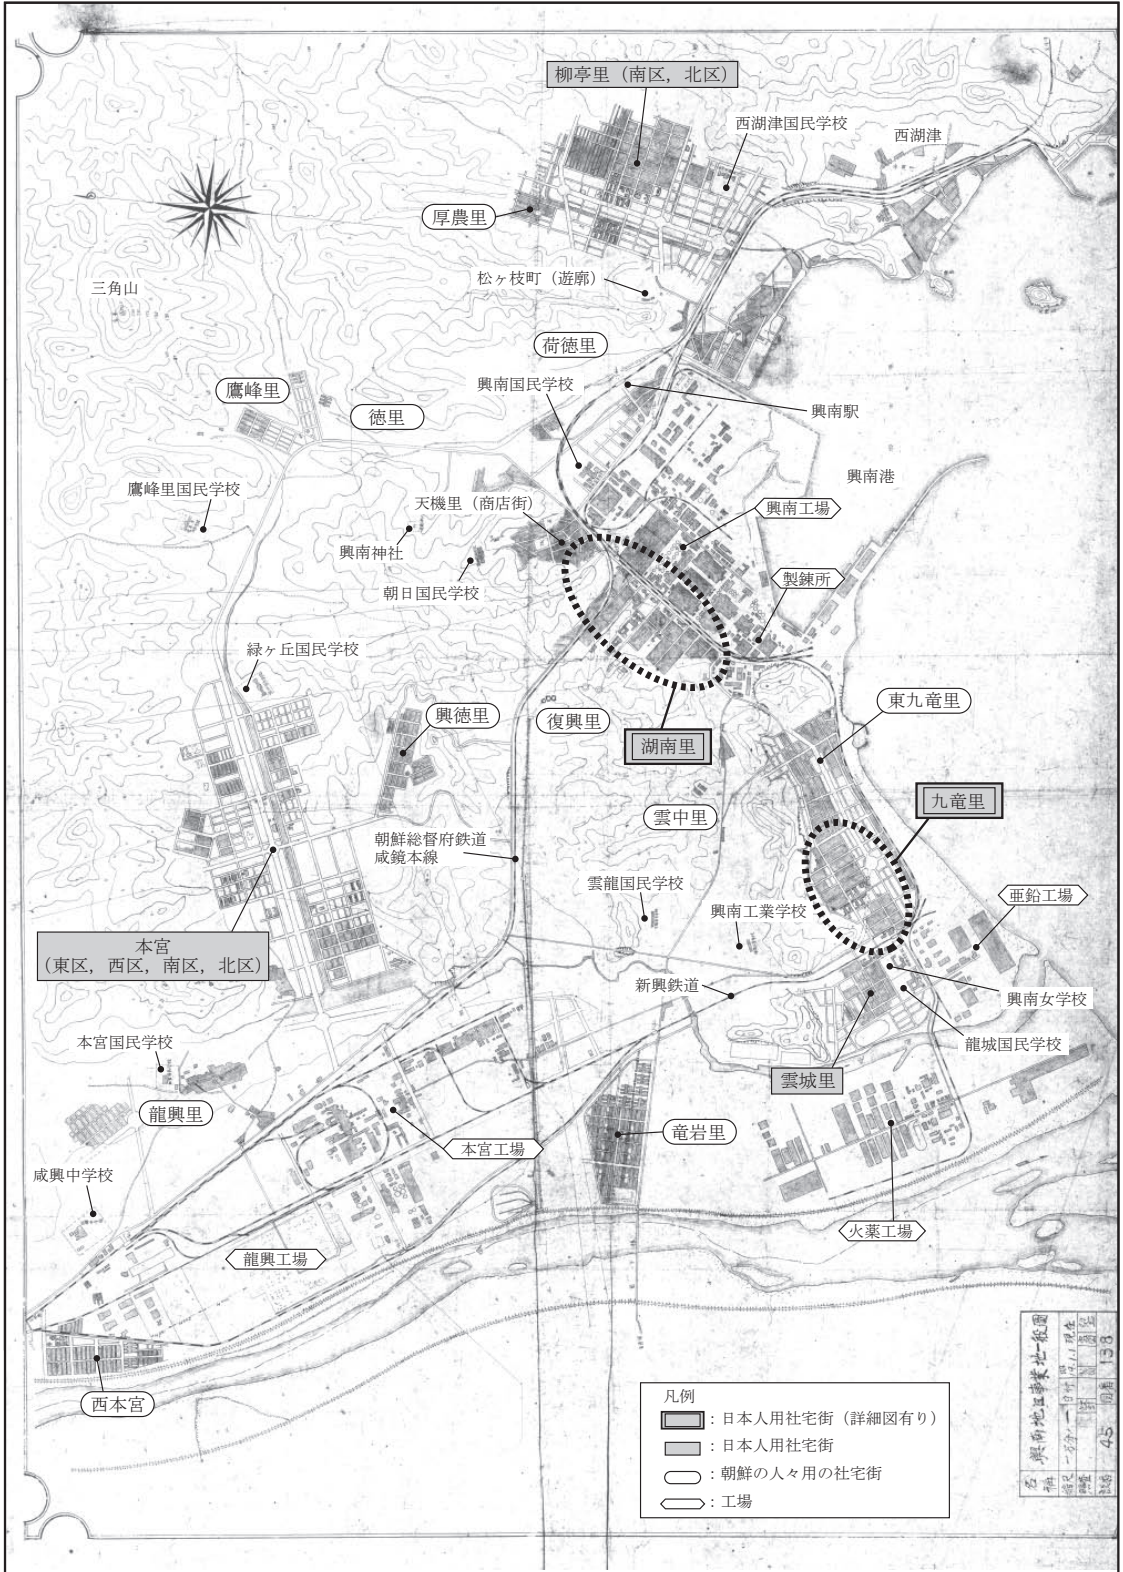 柳亭里（南区，北区）
西湖津国民学校
西湖津
厚農里
松ヶ枝町（遊廓）
三角山
荷徳里
興南国民学校
鷹峰里
徳里
興南駅
興南港
鷹峰里国民学校
天機里（商店街）
興南工場
興南神社
製錬所
朝日国民学校
緑ヶ丘国民学校
東九竜里
興徳里
復興里
湖南里
九竜里
雲中里
朝鮮総督府鉄道
咸鏡本線
雲龍国民学校
亜鉛工場
興南工業学校
本宮
（東区，西区，南区，北区）
新興鉄道
興南女学校
本宮国民学校
龍城国民学校
雲城里
龍興里
竜岩里
本宮工場
咸興中学校
火薬工場
龍興工場
西本宮
凡例
：日本人用社宅街（詳細図有り）
：日本人用社宅街
：朝鮮の人々用の社宅街
：工場
名称 興南地区事業地一般図
45
138